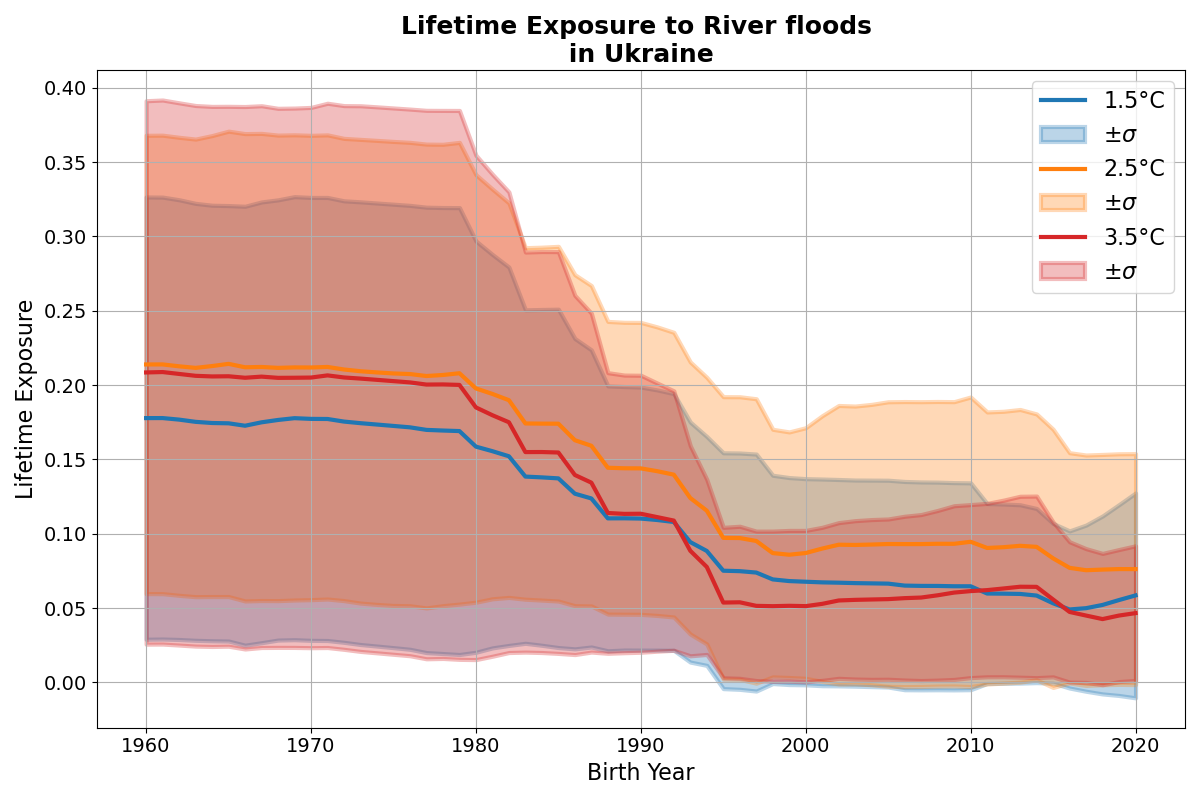 Lifetime Exposure to River floods
in Ukraine
1.5°C
±σ
2.5°C
±σ
3.5°C
±σ
Lifetime Exposure
0.40
0.35
0.30
0.25
0.20
0.15
0.10
0.05
0.00
1960 1970 1980 1990 2000 2010 2020
Birth Year